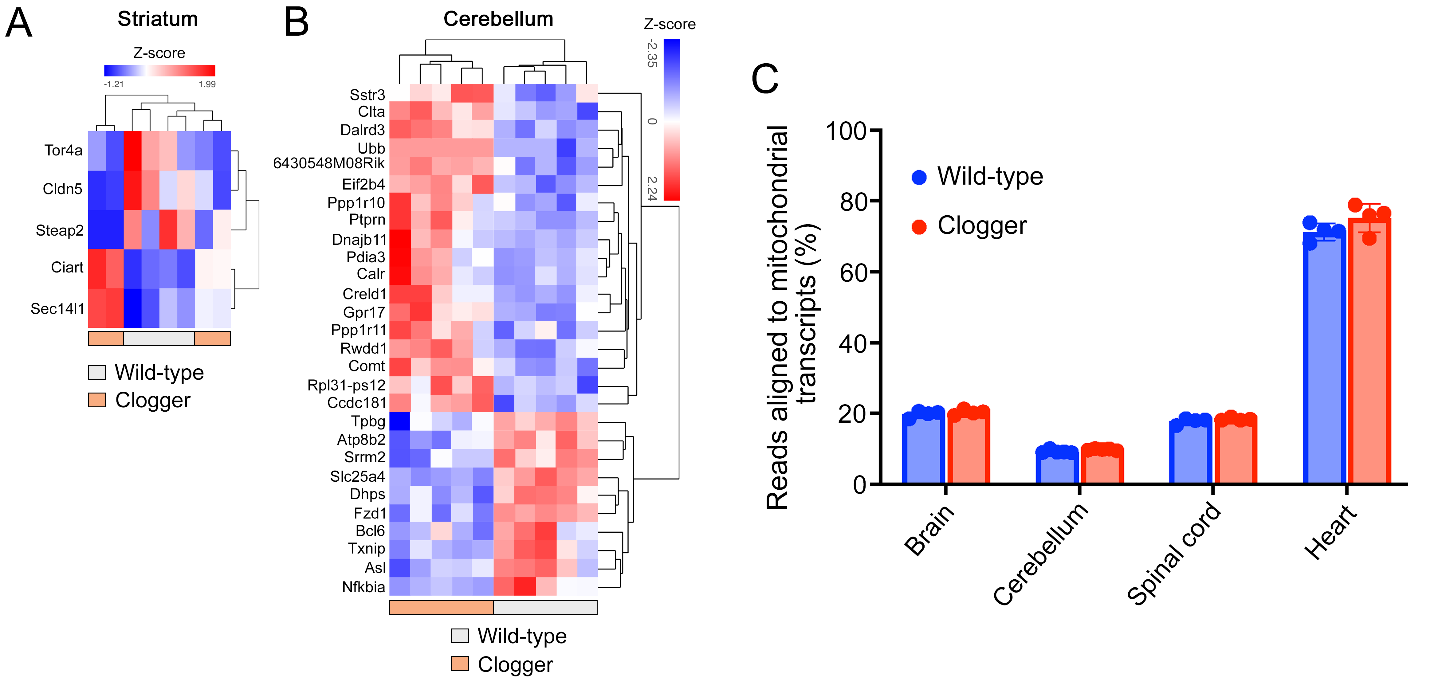 A
Striatum
Z-score
-1.21
1.99
Tor4a
Cldn5
Steap2
Ciart
Sec14l1
Wild-type
Clogger
B
Cerebellum
Z-score
-2.35
0
2.24
Sstr3
Clta
Dalrd3
Ubb
6430548M08Rik
Eif2b4
Ppp1r10
Ptprn
Dnajb11
Pdia3
Calr
Creld1
Gpr17
Ppp1r11
Rwdd1
Comt
Rpl31-ps12
Ccdc181
Tpbg
Atp8b2
Srrm2
Slc25a4
Dhps
Fzd1
Bcl6
Txnip
Asl
Nfkbia
Wild-type
Clogger
C
Reads aligned to mitochondrial
transcripts (%)
100
80
60
40
20
0
Wild-type
Clogger
Brain
Cerebellum
Spinal cord
Heart